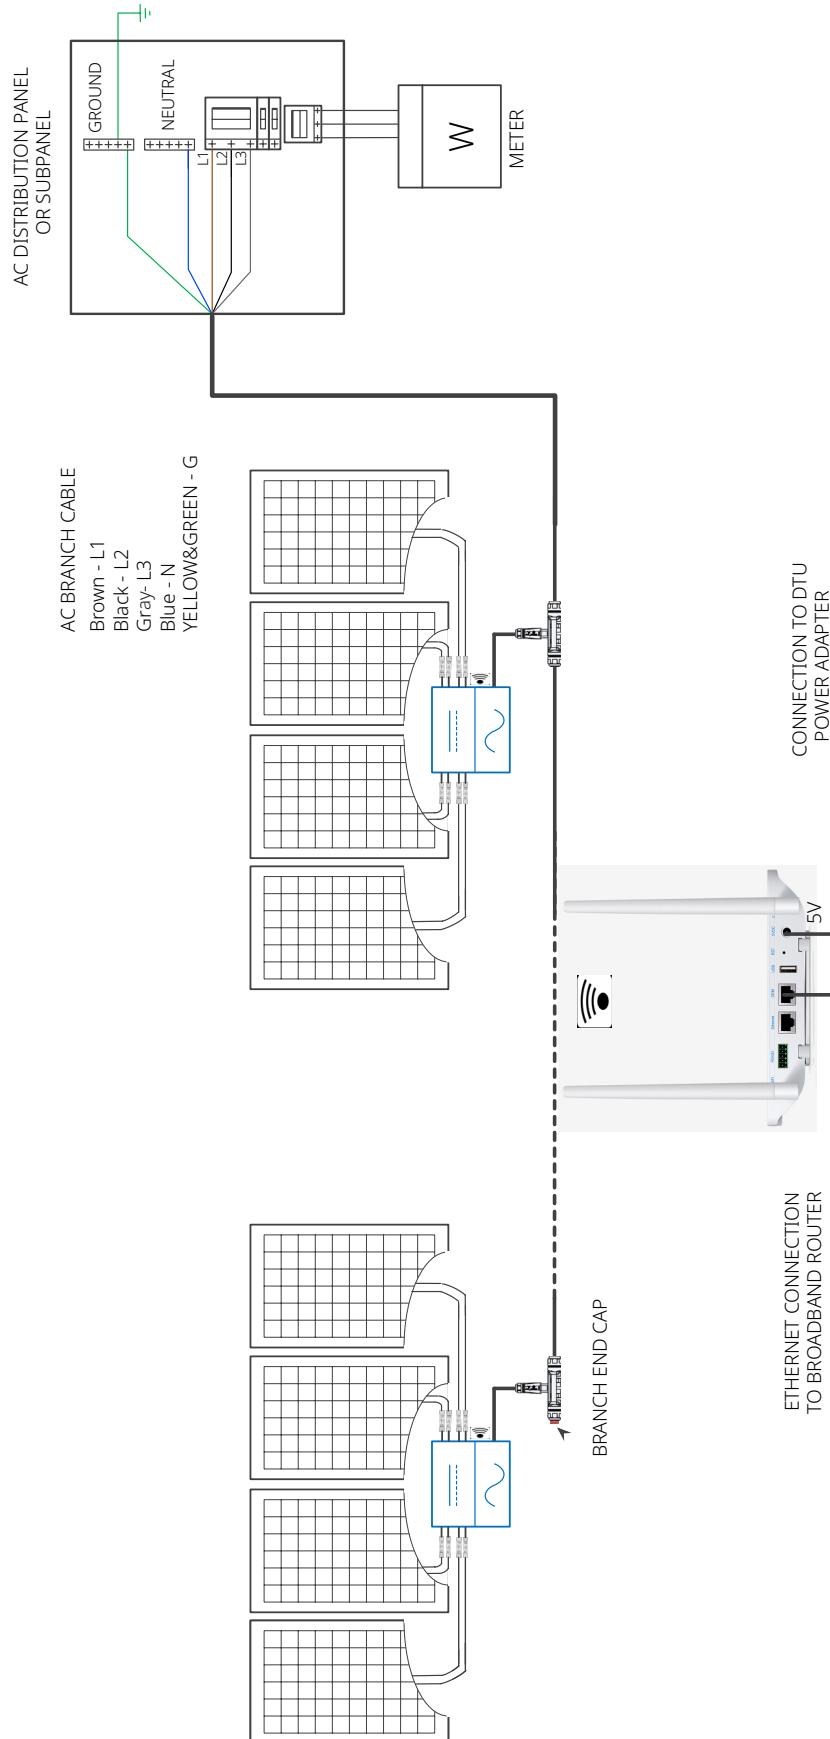 AC DISTRIBUTION PANEL
OR SUBPANEL
GROUND
NEUTRAL
L1
L2
L3
W
METER
AC BRANCH CABLE
Brown - L1
Black - L2
Gray- L3
Blue - N
YELLOW&GREEN - G
CONNECTION TO DTU
POWER ADAPTER
5V
ETHERNET CONNECTION
TO BROADBAND ROUTER
BRANCH END CAP